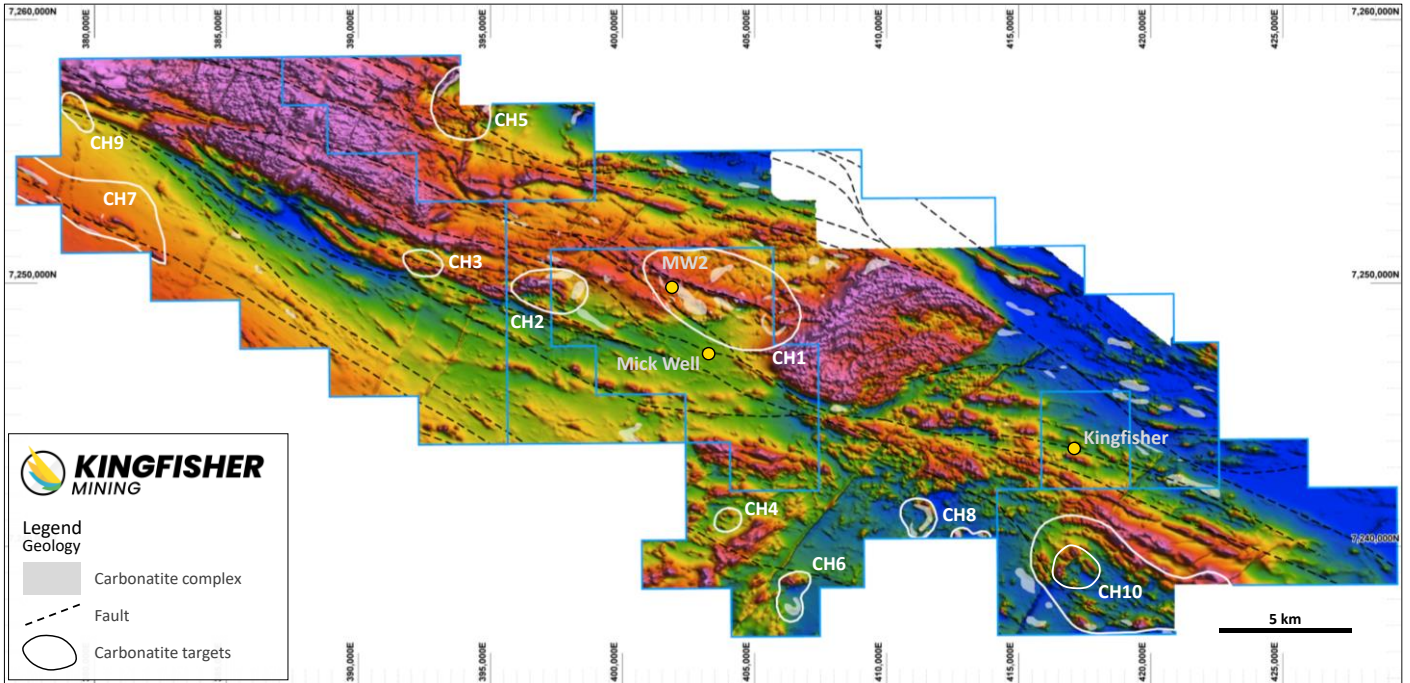 7,260,000N
380,000E
385,000E
390,000E
395,000E
400,000E
405,000E
410,000E
415,000E
420,000E
425,000E
7,260,000N
CH5
CH9
CH7
CH3
MW2
7,250,000N
7,250,000N
CH2
CH1
Mick Well
Kingfisher
KINGFISHER
MINING
CH4
CH8
Legend
Geology
7,240,000N
CH6
Carbonatite complex
CH10
Fault
5 km
Carbonatite targets
390,000E
395,000E
400,000E
405,000E
410,000E
415,000E
420,000E
425,000E